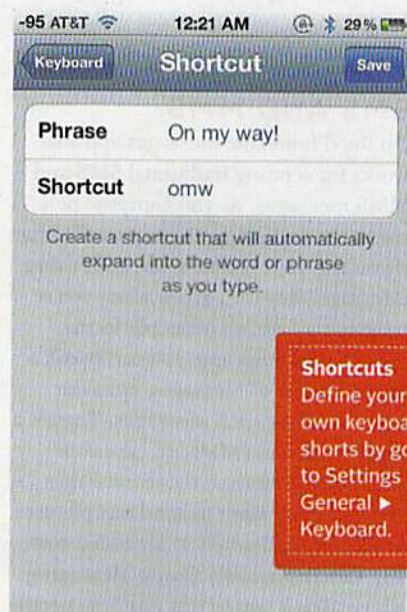 -95 AT&T 12:21 AM 29%
Keyboard Shortcut Save
Phrase On my way!
Shortcut omw
Create a shortcut that will automatically
expand into the word or phrase
as you type.
Shortcuts
Define your
own keyboa
shorts by go
to Settings
General ▶
Keyboard.